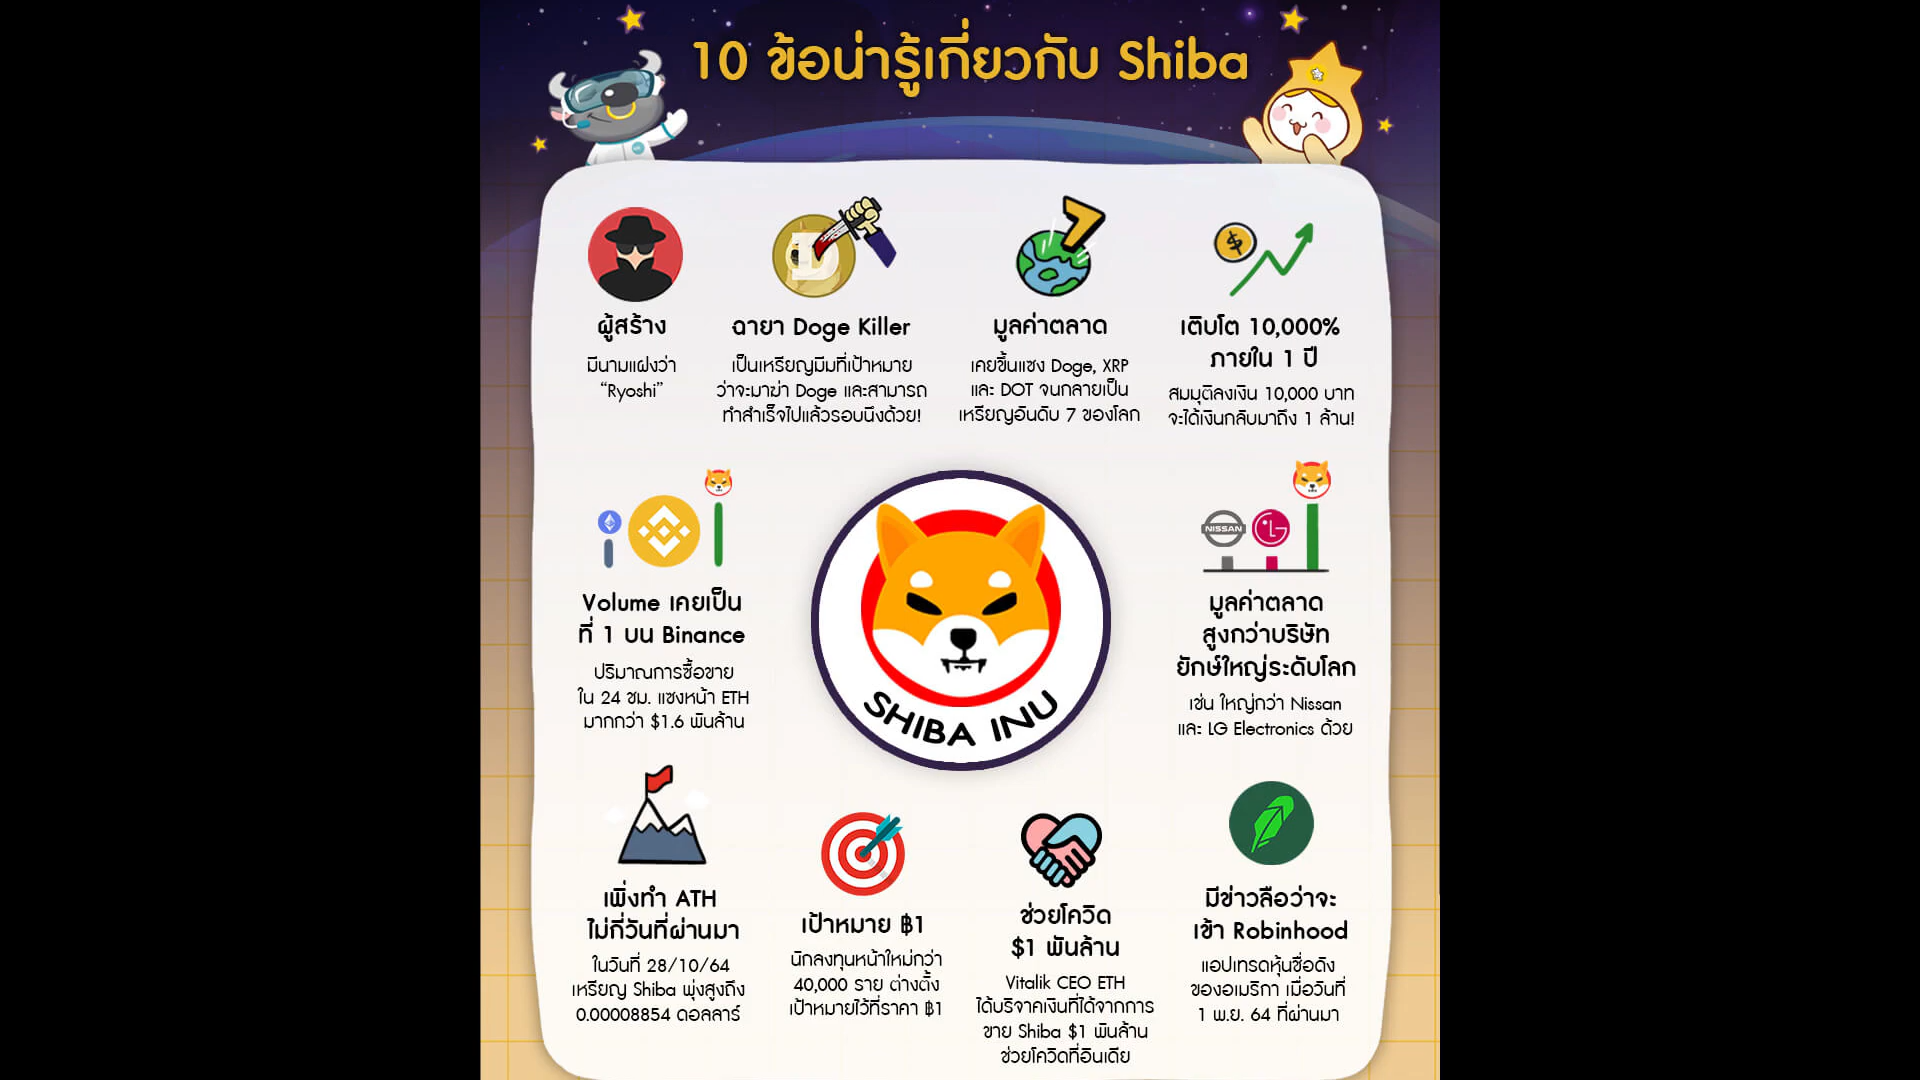 10 ข้อน่ารู้เกี่ยวกับ Shiba
ผู้สร้าง
มีนามแฝงว่า
“Ryoshi”
ฉายา Doge Killer
เป็นเหรียญมีมที่เป้าหมาย
ว่าจะมาฆ่า Doge และสามารถ
ทำสำเร็จไปแล้วรอบนึงด้วย!
7
มูลค่าตลาด
เคยขึ้นแซง Doge, XRP
และ DOT จนกลายเป็น
เหรียญอันดับ 7 ของโลก
$
เติบโต 10,000%
ภายใน 1 ปี
สมมุติลงเงิน 10,000 บาท
จะได้เงินกลับมาถึง 1 ล้าน!
Volume เคยเป็น
ที่ 1 บน Binance
ปริมาณการซื้อขาย
ใน 24 ชม. แซงหน้า ETH
มากกว่า $1.6 พันล้าน
SHIBA INU
NISSAN
LG
มูลค่าตลาด
สูงกว่าบริษัท
ยักษ์ใหญ่ระดับโลก
เช่น ใหญ่กว่า Nissan
และ LG Electronics ด้วย
เพิ่งทำ ATH
ไม่กี่วันที่ผ่านมา
ในวันที่ 28/10/64
เหรียญ Shiba พุ่งสูงถึง
0.00008854 ดอลลาร์
เป้าหมาย ฿1
นักลงทุนหน้าใหม่กว่า
40,000 ราย ต่างตั้ง
เป้าหมายไว้ที่ราคา ฿1
ช่วยโควิด
$1 พันล้าน
Vitalik CEO ETH
ได้บริจาคเงินที่ได้จากการ
ขาย Shiba $1 พันล้าน
ช่วยโควิดที่อินเดีย
มีข่าวลือว่าจะ
เข้า Robinhood
แอปเทรดหุ้นชื่อดัง
ของอเมริกา เมื่อวันที่
1 พ.ย. 64 ที่ผ่านมา